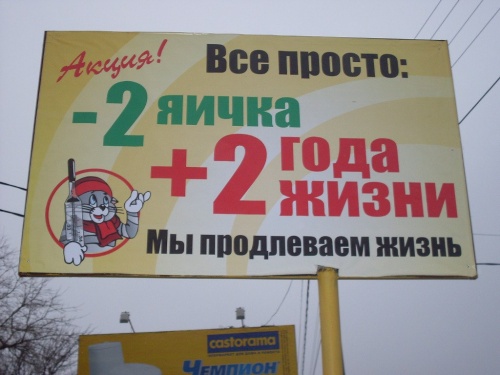 Акция!
Все просто:
-2 яичка
+2 года
жизни
Мы продлеваем жизнь
castorama
Чемпион